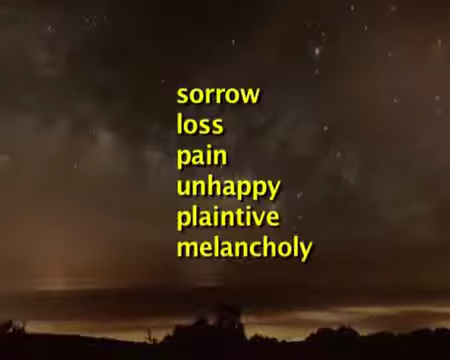 sorrow
loss
pain
unhappy
plaintive
melancholy